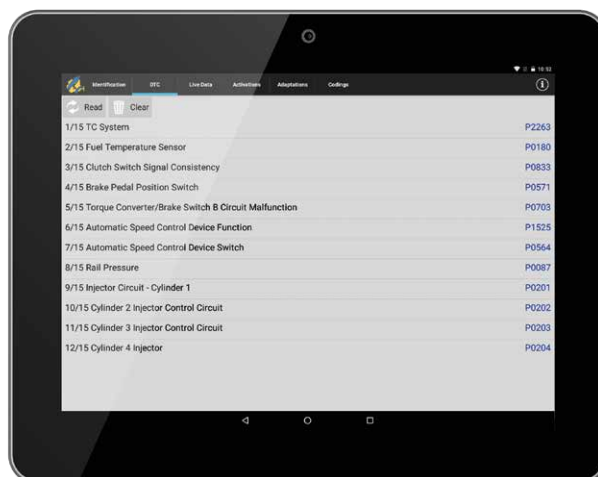 18:52
Identification DTC Live Data Activations Adaptations Codings
Read Clear
1/15 TC System P2263
2/15 Fuel Temperature Sensor P0180
3/15 Clutch Switch Signal Consistency P0833
4/15 Brake Pedal Position Switch P0571
5/15 Torque Converter/Brake Switch B Circuit Malfunction P0703
6/15 Automatic Speed Control Device Function P1525
7/15 Automatic Speed Control Device Switch P0564
8/15 Rail Pressure P0087
9/15 Injector Circuit - Cylinder 1 P0201
10/15 Cylinder 2 Injector Control Circuit P0202
11/15 Cylinder 3 Injector Control Circuit P0203
12/15 Cylinder 4 Injector P0204